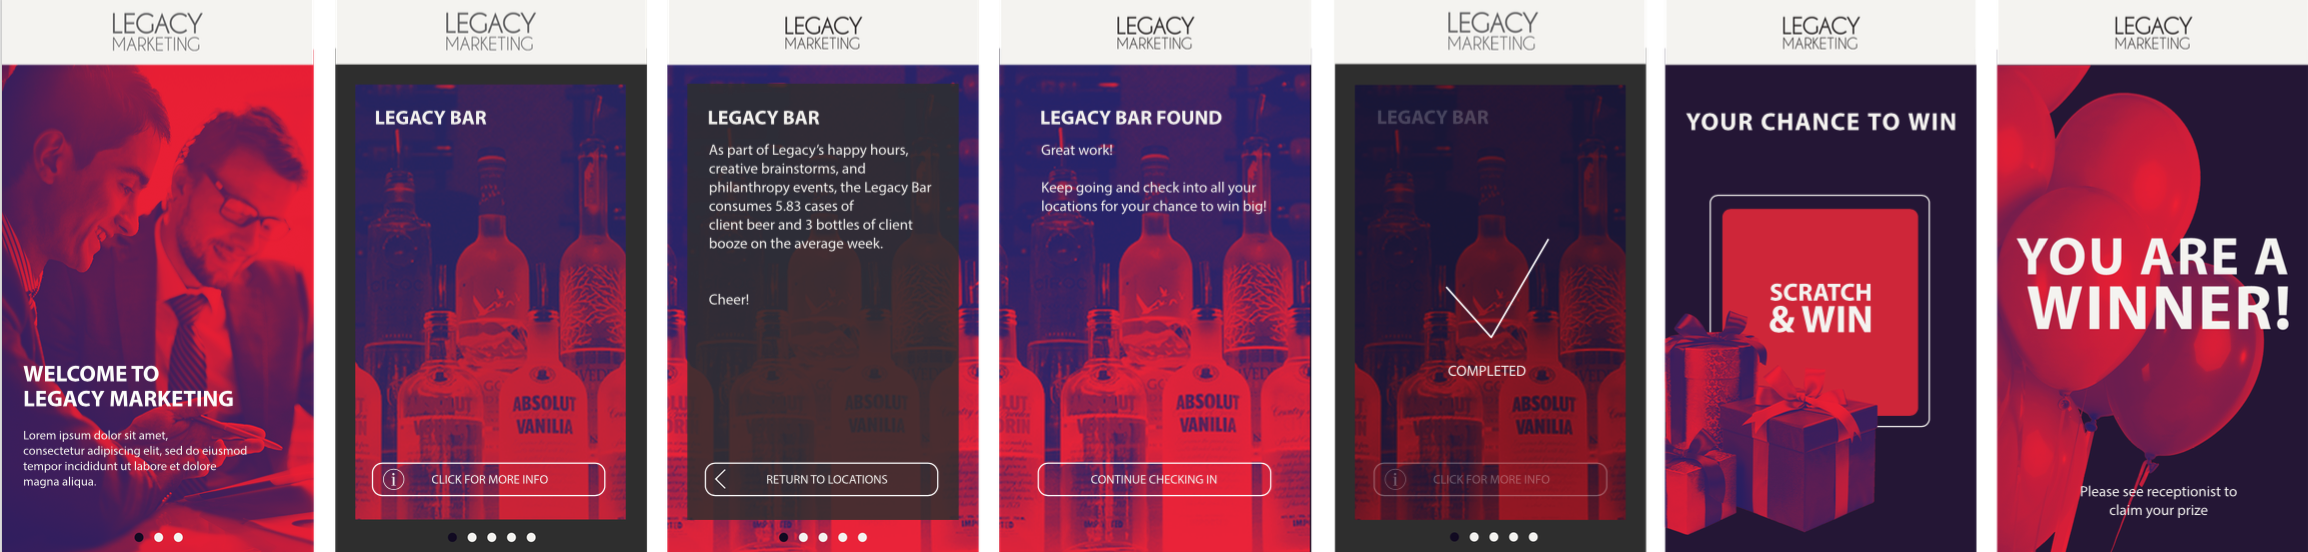 LEGACY
MARKETING
WELCOME TO
LEGACY MARKETING
Lorem ipsum dolor sit amet,
consectetur adipiscing elit, sed do eiusmod
tempor incididunt ut labore et dolore
magna aliqua.
LEGACY
MARKETING
LEGACY BAR
ABSOLUT
VANILIA
i
CLICK FOR MORE INFO
LEGACY
MARKETING
LEGACY BAR
As part of Legacy's happy hours,
creative brainstorms, and
philanthropy events, the Legacy Bar
consumes 5.83 cases of
client beer and 3 bottles of client
booze on the average week.
Cheer!
ABSOLUT
VANILIA
RETURN TO LOCATIONS
LEGACY
MARKETING
LEGACY BAR FOUND
Great work!
Keep going and check into all your
locations for your chance to win big!
ABSOLUT
VANILIA
CONTINUE CHECKING IN
LEGACY
MARKETING
LEGACY BAR
COMPLETED
ABSOLUT
VANILIA
i
CLICK FOR MORE INFO
LEGACY
MARKETING
YOUR CHANCE TO WIN
SCRATCH
& WIN
LEGACY
MARKETING
YOU ARE A
WINNER!
Please see receptionist to
claim your prize